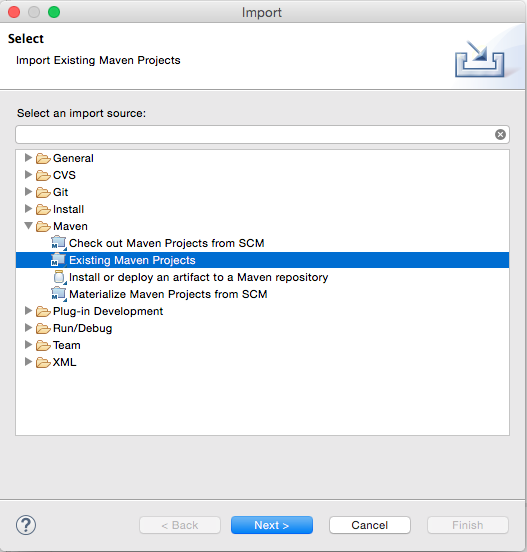 Import
Select
Import Existing Maven Projects
Select an import source:
General
CVS
Git
Install
Maven
Check out Maven Projects from SCM
Existing Maven Projects
Install or deploy an artifact to a Maven repository
Materialize Maven Projects from SCM
Plug-in Development
Run/Debug
Team
XML
? < Back Next > Cancel Finish